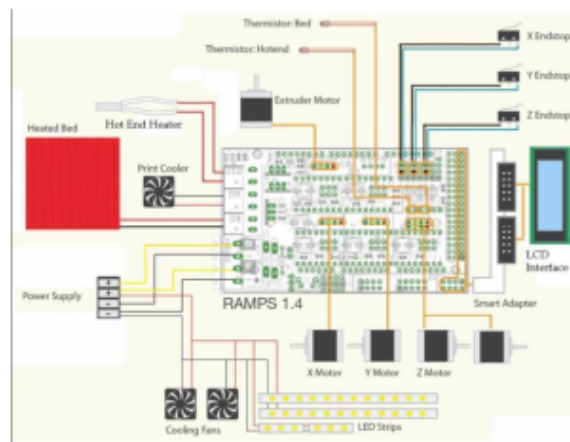 Thermistor: Bed
Thermistor: Hotend
X Endstop
Y Endstop
Z Endstop
Extruder Motor
Hot End Heater
Heated Bed
Print Cooler
LCD
Interface
Power Supply
RAMPS 1.4
Smart Adapter
X Motor
Y Motor
Z Motor
Cooling Fans
LED Strips